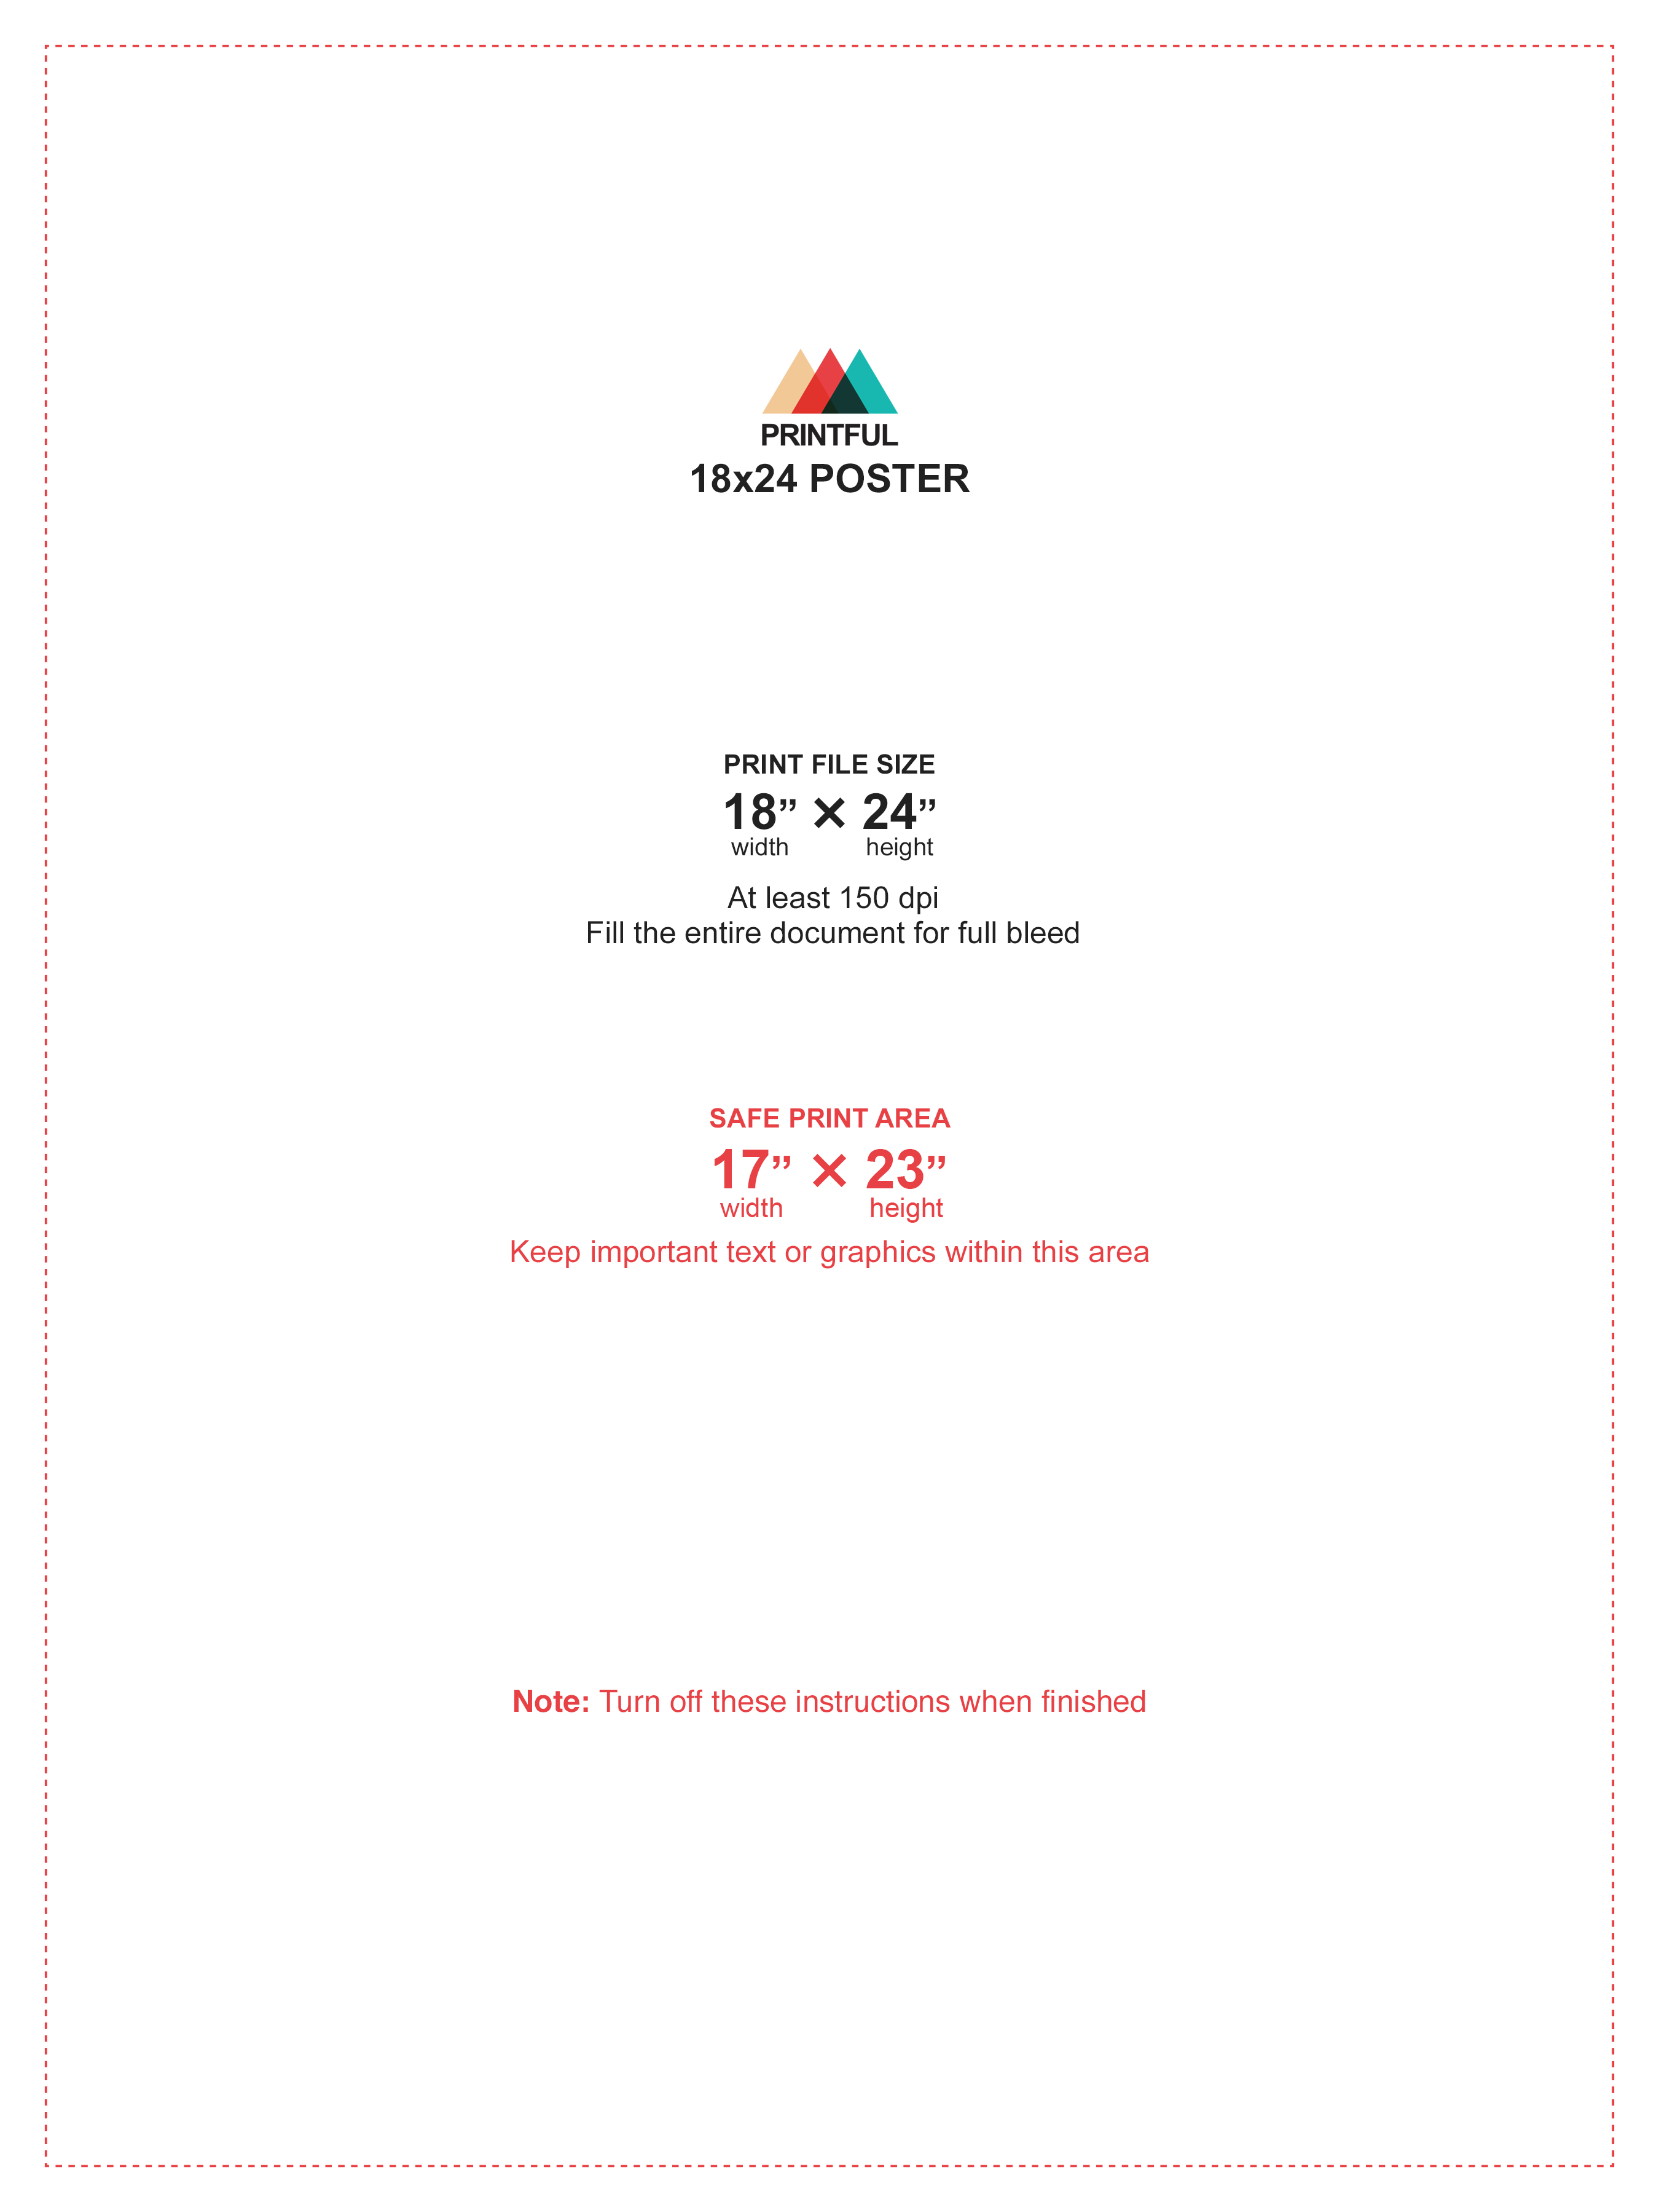 PRINTFUL
18x24 POSTER
PRINT FILE SIZE
18” × 24”
width height
At least 150 dpi
Fill the entire document for full bleed
SAFE PRINT AREA
17” × 23”
width height
Keep important text or graphics within this area
Note: Turn off these instructions when finished